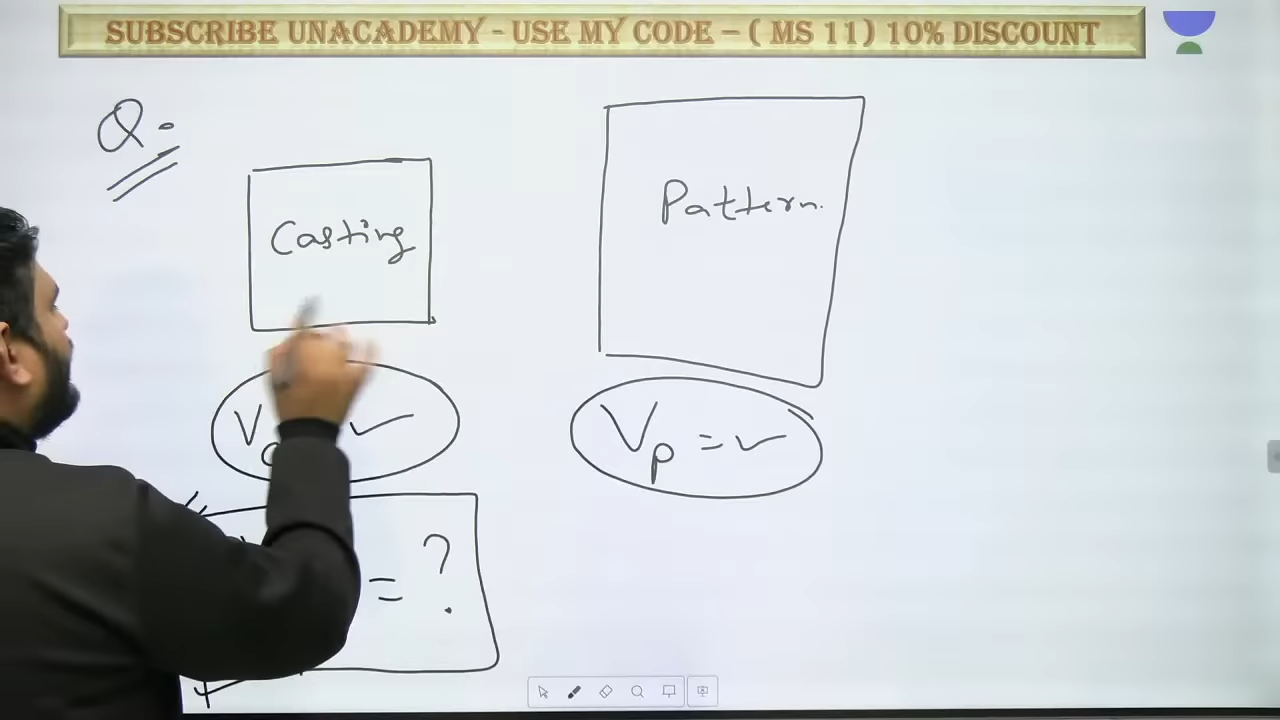 SUBSCRIBE UNACADEMY - USE MY CODE – ( MS 11) 10% DISCOUNT
Q.
Casting
Pattern.
V ✓
Vp = ✓
= ?